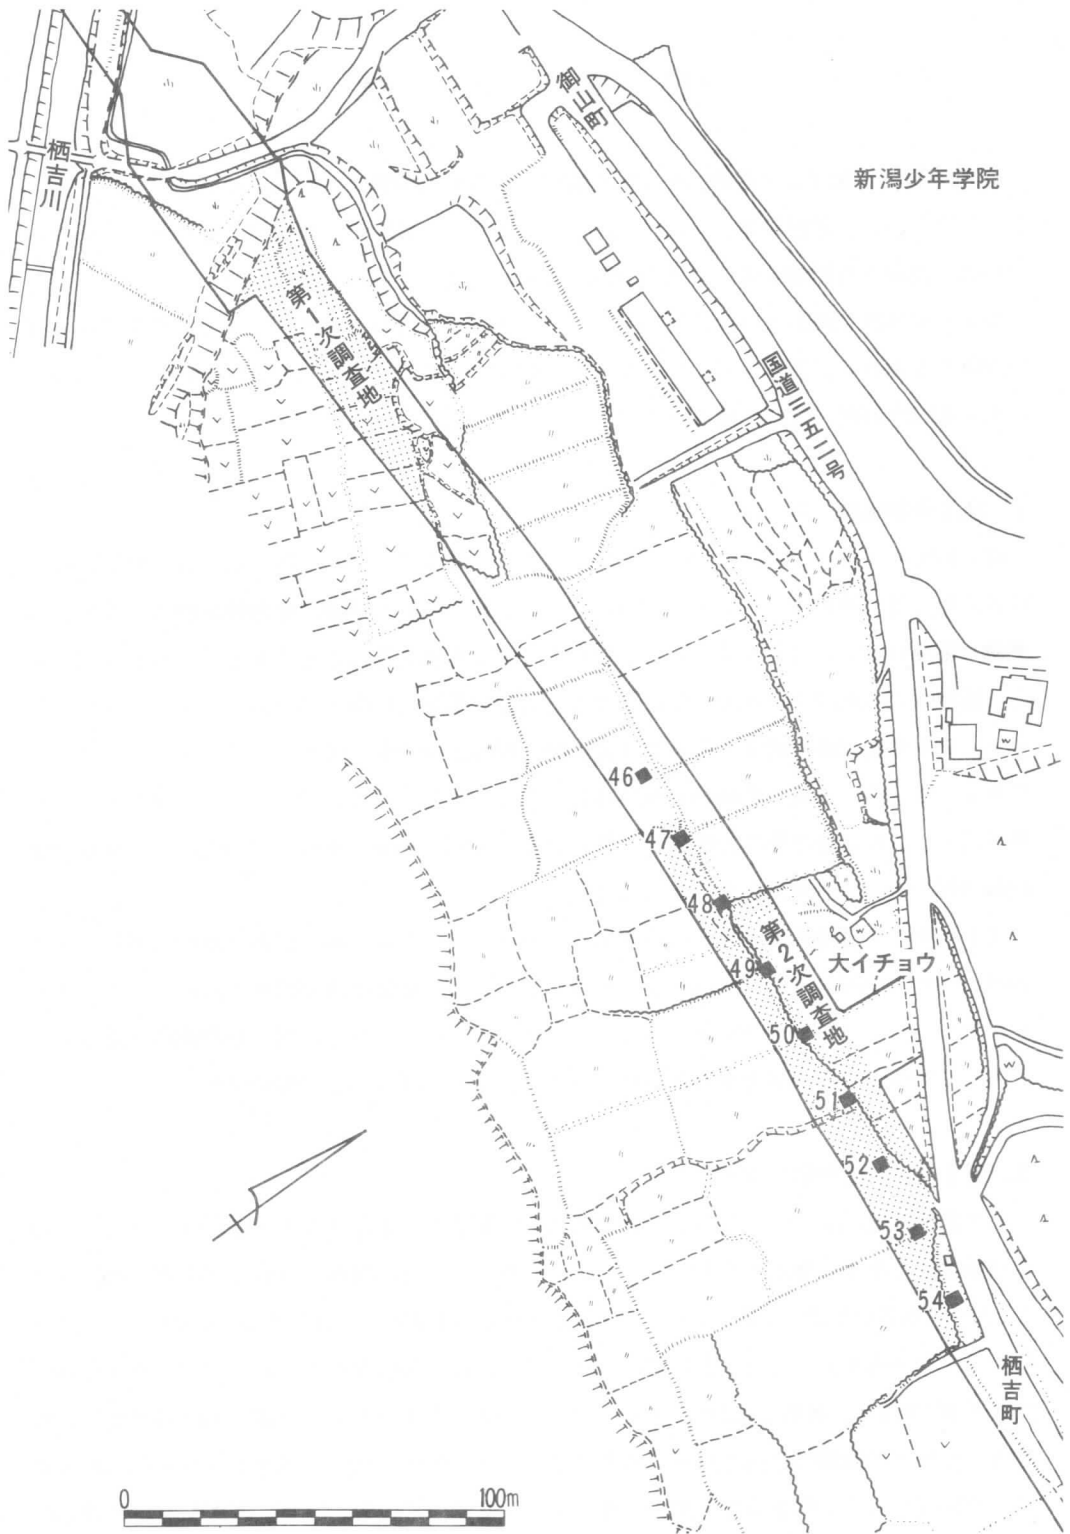 御山町
栖吉川
新潟少年学院
第1次調査地
国道三五二号
46
47
48
第2次調査地
49
大イチョウ
50
51
52
53
54
栖吉町
0
100m